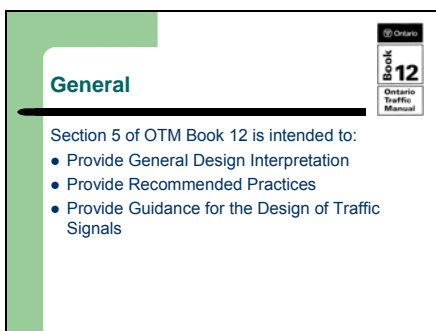 Ontario
Book
12
Ontario
Traffic
Manual
General
Section 5 of OTM Book 12 is intended to:
● Provide General Design Interpretation
● Provide Recommended Practices
● Provide Guidance for the Design of Traffic
Signals